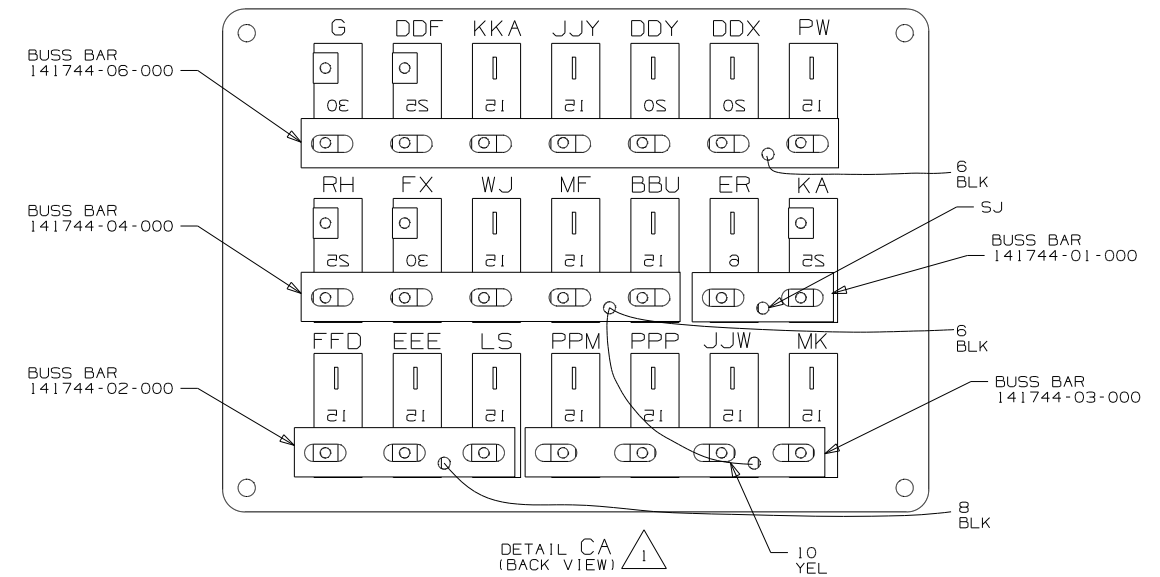 G DDF KKA JJY DDY DDX PW
BUSS BAR
141744-06-000
30 25 15 15 20 20 15
6
BLK
RH FX WJ MF BBU ER KA
BUSS BAR
141744-04-000
SJ
BUSS BAR
141744-01-000
25 30 15 15 15 6 25
6
BLK
FFD EEE LS PPM PPP JJW MK
BUSS BAR
141744-02-000
BUSS BAR
141744-03-000
15 15 15 15 15 15 15
8
BLK
DETAIL CA
(BACK VIEW)
1
10
YEL